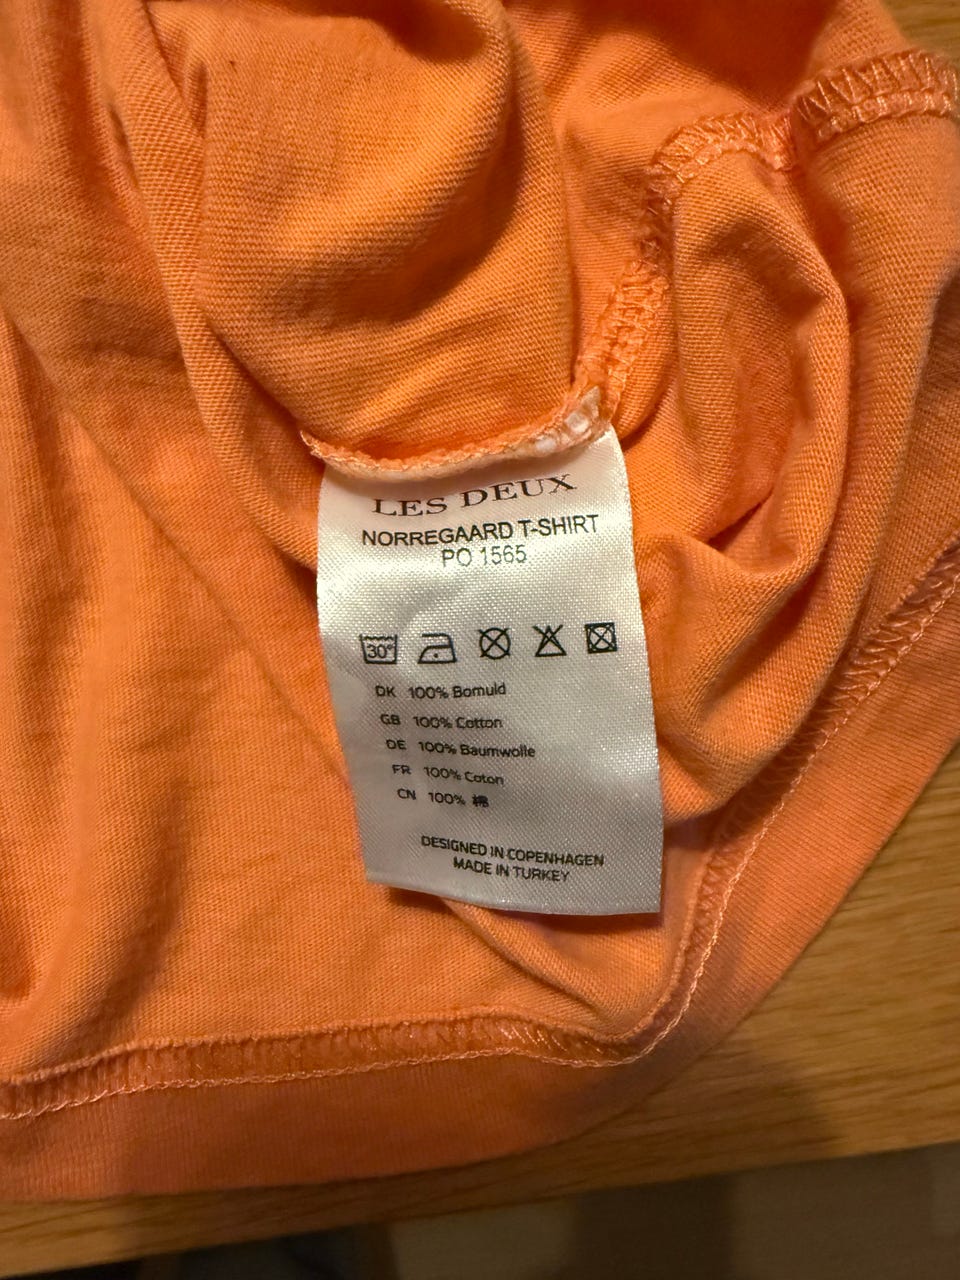 LES DEUX
NORREGAARD T-SHIRT
PO 1565
30°
DK 100% Bomuld
GB 100% Cotton
DE 100% Baumwolle
FR 100% Coton
CN 100% 棉
DESIGNED IN COPENHAGEN
MADE IN TURKEY